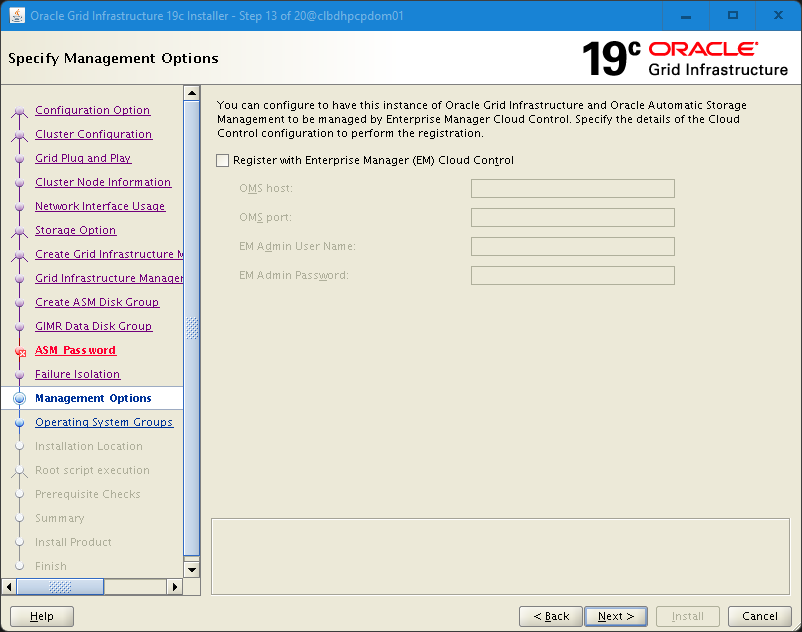 Oracle Grid Infrastructure 19c Installer - Step 13 of 20@clbdhpcpdom01
Specify Management Options
19c ORACLE
Grid Infrastructure
Configuration Option
Cluster Configuration
Grid Plug and Play
Cluster Node Information
Network Interface Usage
Storage Option
Create Grid Infrastructure M
Grid Infrastructure Manager
Create ASM Disk Group
GIMR Data Disk Group
ASM Password
Failure Isolation
Management Options
Operating System Groups
Installation Location
Root script execution
Prerequisite Checks
Summary
Install Product
Finish
You can configure to have this instance of Oracle Grid Infrastructure and Oracle Automatic Storage
Management to be managed by Enterprise Manager Cloud Control. Specify the details of the Cloud
Control configuration to perform the registration.
Register with Enterprise Manager (EM) Cloud Control
OMS host:
OMS port:
EM Admin User Name:
EM Admin Password:
Help
< Back
Next >
Install
Cancel